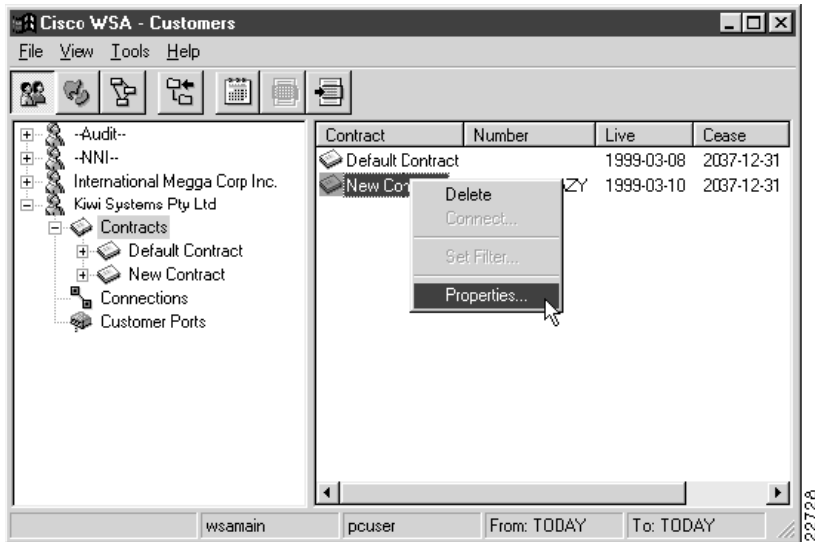 Cisco WSA - Customers
File View Tools Help
--Audit--
--NNI--
International Megga Corp Inc.
Kiwi Systems Pty Ltd
Contracts
Default Contract
New Contract
Connections
Customer Ports
Contract Number Live Cease
Default Contract 1999-03-08 2037-12-31
New 1999-03-10 2037-12-31
Delete
Connect...
Set Filter...
Properties...
wsamain pcuser From: TODAY To: TODAY
22728